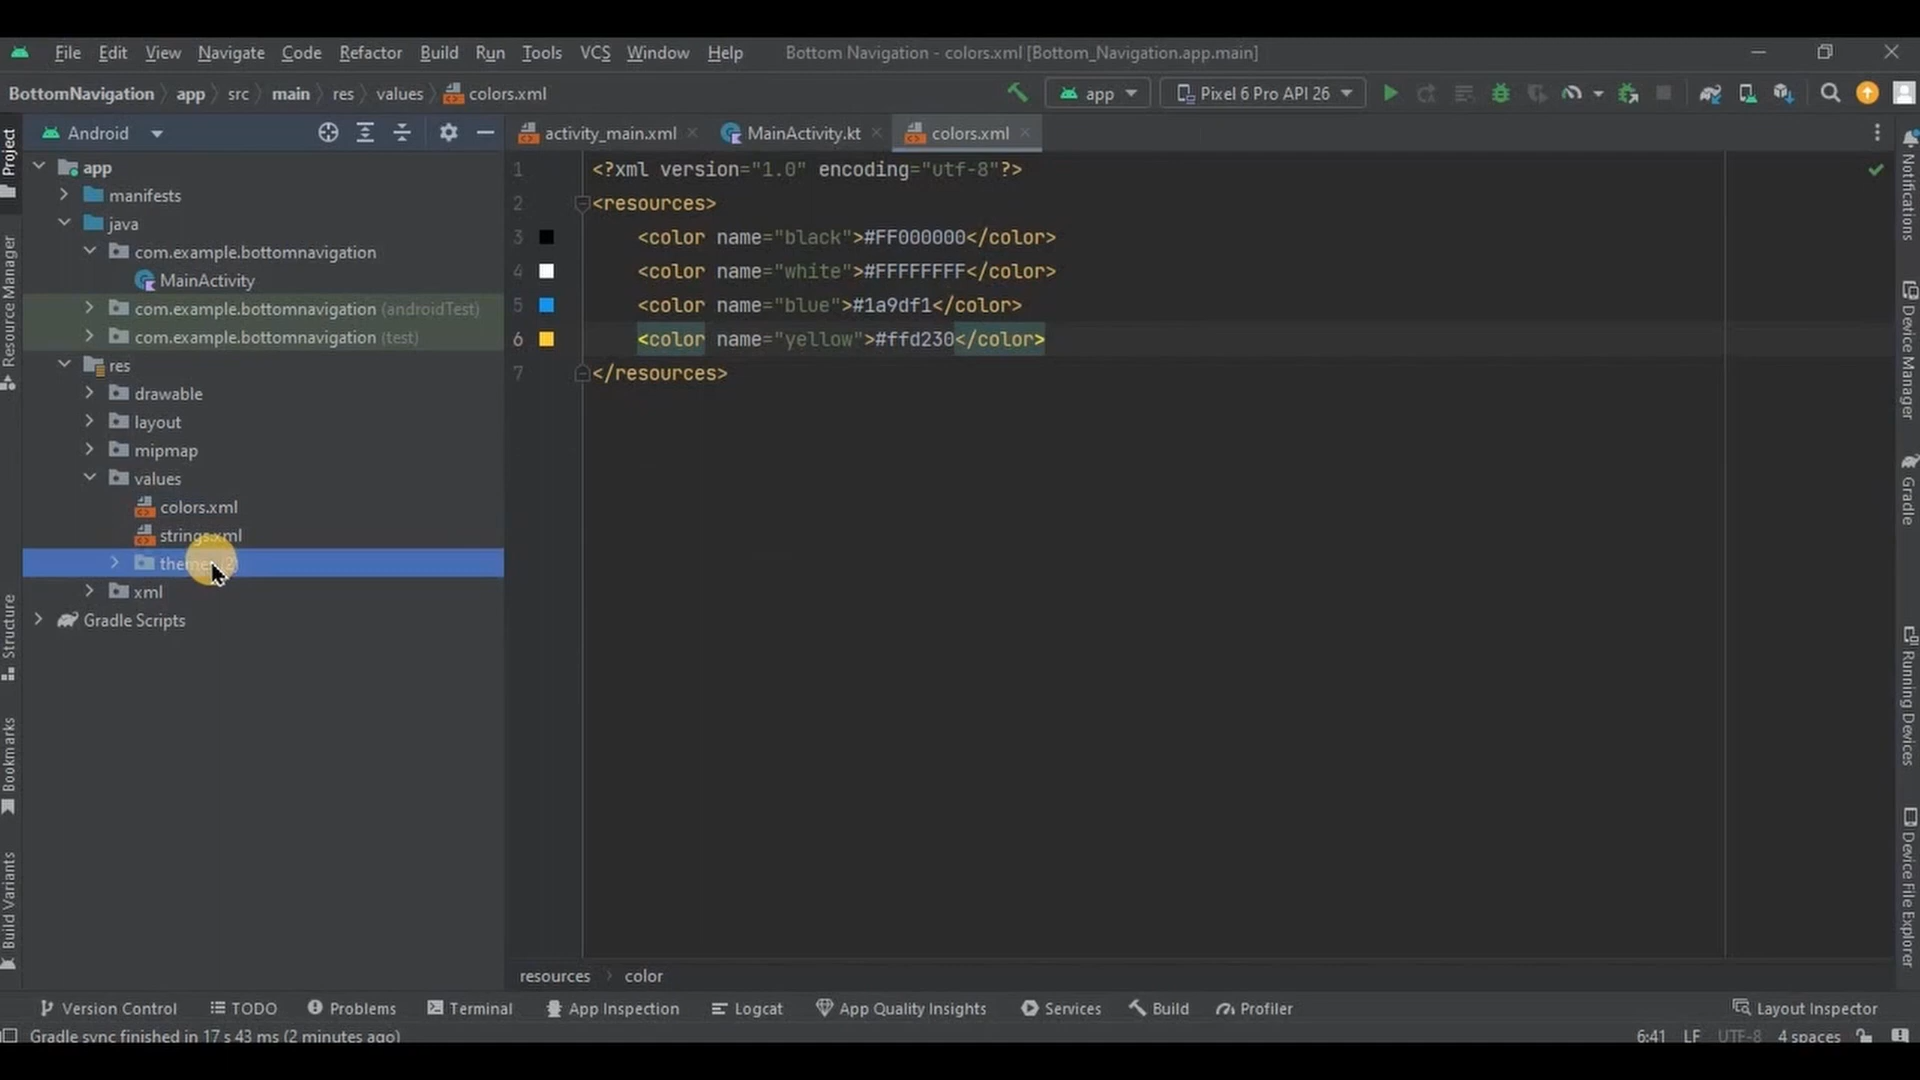 File Edit View Navigate Code Refactor Build Run Tools VCS Window Help Bottom Navigation - colors.xml [Bottom_Navigation.app.main]
BottomNavigation app src main res values colors.xml app Pixel 6 Pro API 26
Android
activity_main.xml MainActivity.kt colors.xml
Project
Resource Manager
Structure
Bookmarks
Build Variants
app
manifests
java
com.example.bottomnavigation
MainActivity
com.example.bottomnavigation (androidTest)
com.example.bottomnavigation (test)
res
drawable
layout
mipmap
values
colors.xml
strings.xml
xml
Gradle Scripts
1 <?xml version="1.0" encoding="utf-8"?>
2 <resources>
3 <color name="black">#FF000000</color>
4 <color name="white">#FFFFFFFF</color>
5 <color name="blue">#1a9df1</color>
6 <color name="yellow">#ffd230</color>
7 </resources>
Notifications
Device Manager
Gradle
Running Devices
Device File Explorer
resources color
Version Control TODO Problems Terminal App Inspection Logcat App Quality Insights Services Build Profiler Layout Inspector
Gradle sync finished in 17 s 43 ms (2 minutes ago) 6:41 LF UTF-8 4 spaces